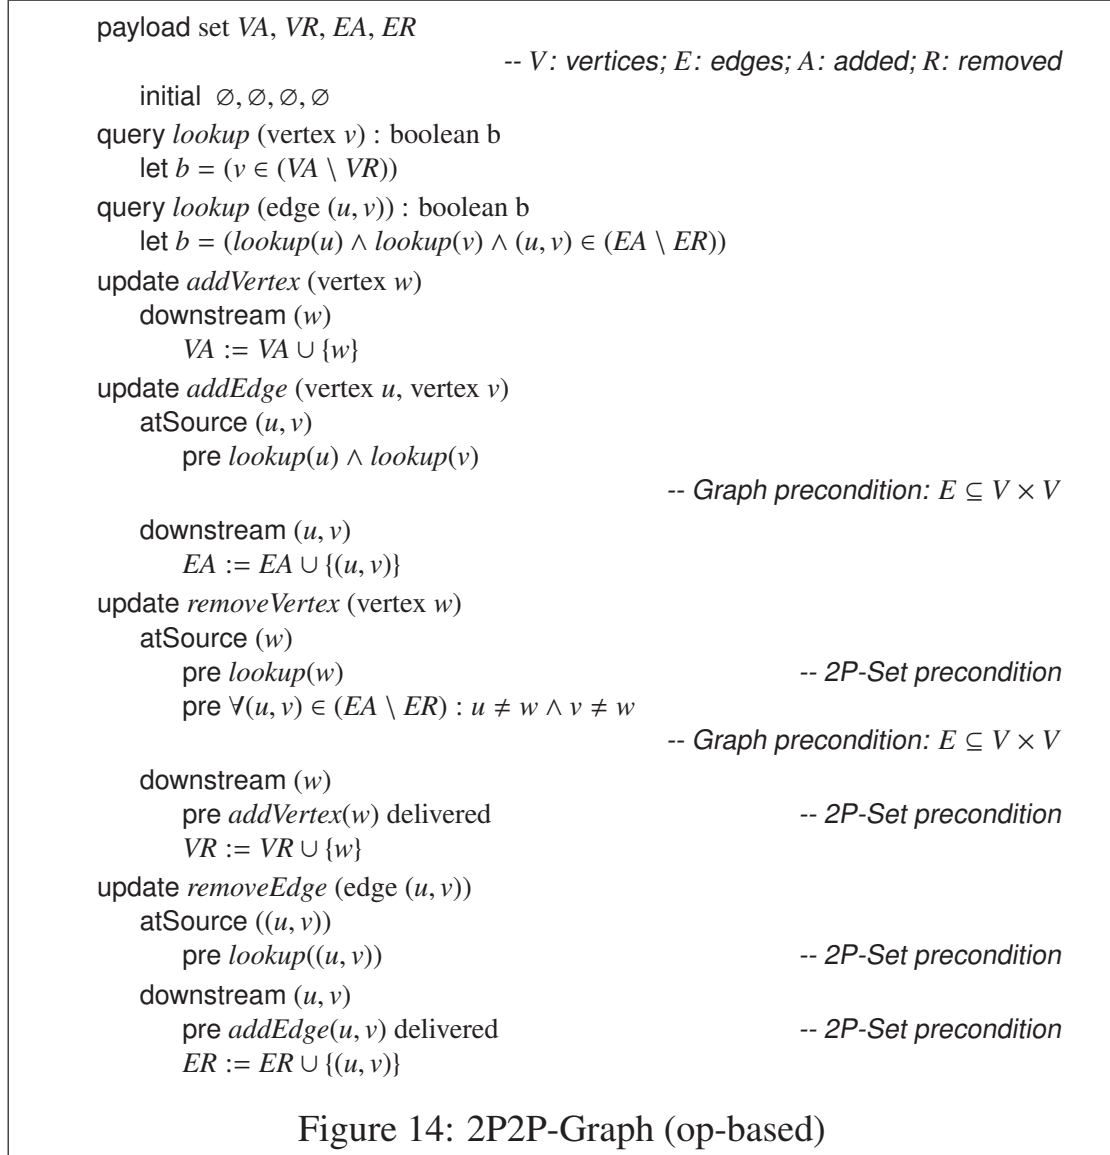 payload set VA, VR, EA, ER
-- V: vertices; E: edges; A: added; R: removed
initial ∅, ∅, ∅, ∅
query lookup (vertex v) : boolean b
let b = (v ∈ (VA \ VR))
query lookup (edge (u, v)) : boolean b
let b = (lookup(u) ∧ lookup(v) ∧ (u, v) ∈ (EA \ ER))
update addVertex (vertex w)
downstream (w)
VA := VA ∪ {w}
update addEdge (vertex u, vertex v)
atSource (u, v)
pre lookup(u) ∧ lookup(v)
-- Graph precondition: E ⊆ V × V
downstream (u, v)
EA := EA ∪ {(u, v)}
update removeVertex (vertex w)
atSource (w)
pre lookup(w) -- 2P-Set precondition
pre ∀(u, v) ∈ (EA \ ER) : u ≠ w ∧ v ≠ w
-- Graph precondition: E ⊆ V × V
downstream (w)
pre addVertex(w) delivered -- 2P-Set precondition
VR := VR ∪ {w}
update removeEdge (edge (u, v))
atSource ((u, v))
pre lookup((u, v)) -- 2P-Set precondition
downstream (u, v)
pre addEdge(u, v) delivered -- 2P-Set precondition
ER := ER ∪ {(u, v)}
Figure 14: 2P2P-Graph (op-based)